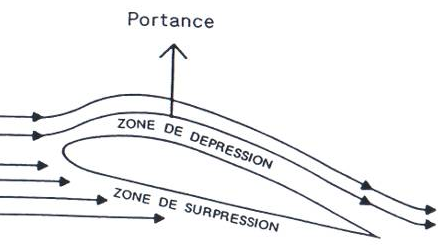 Portance
ZONE DE DEPRESSION
ZONE DE SURPRESSION